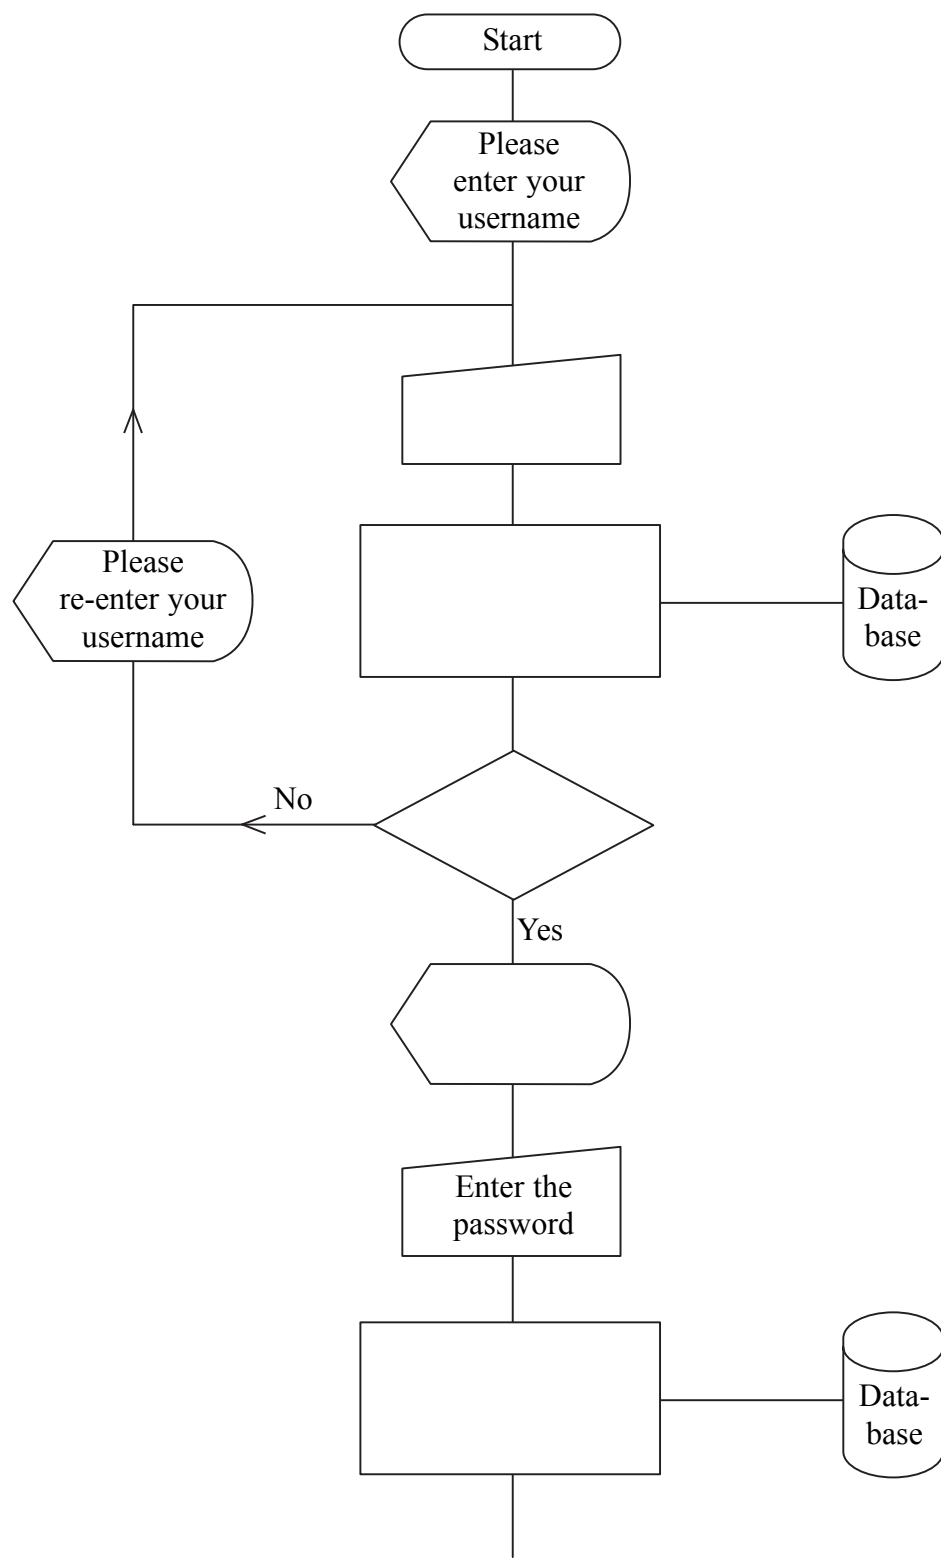 Start
Please
enter your
username
Please
re-enter your
username
Data-
base
No
Yes
Enter the
password
Data-
base